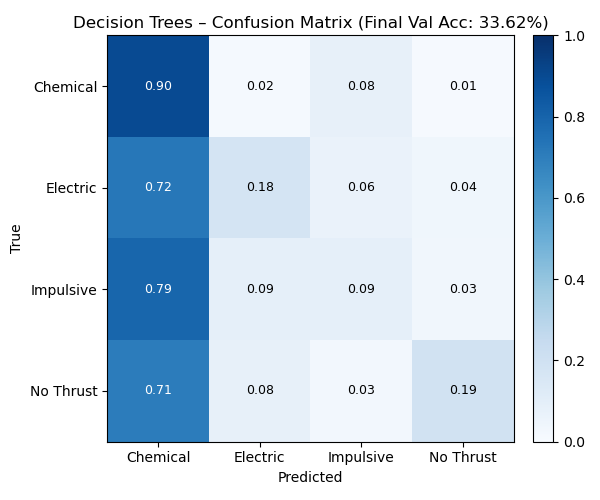 Decision Trees – Confusion Matrix (Final Val Acc: 33.62%)
True
Chemical 0.90 0.02 0.08 0.01
Electric 0.72 0.18 0.06 0.04
Impulsive 0.79 0.09 0.09 0.03
No Thrust 0.71 0.08 0.03 0.19
Chemical Electric Impulsive No Thrust
Predicted
1.0
0.8
0.6
0.4
0.2
0.0